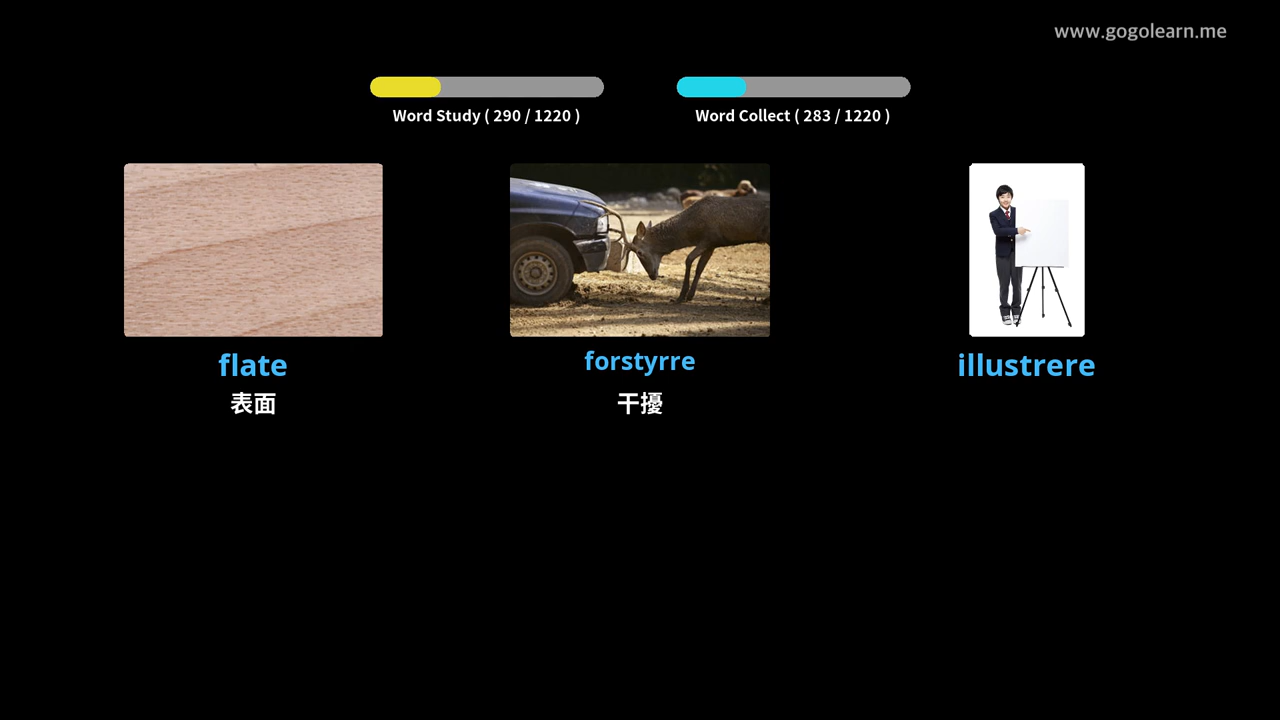 www.gogolearn.me
Word Study ( 290 / 1220 )
Word Collect ( 283 / 1220 )
flate
表面
forstyrre
干擾
illustrere